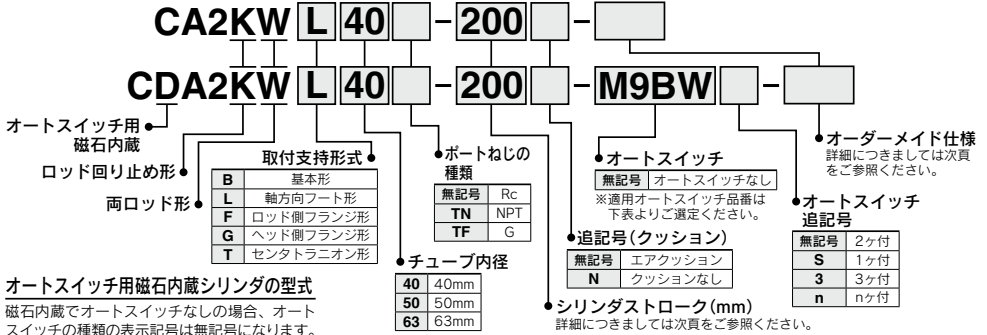 CA2KWL40□-200□-□
CDA2KWL40□-200□-M9BW□-□
オートスイッチ用
磁石内蔵
ロッド回り止め形
両ロッド形
取付支持形式
B 基本形
L 軸方向フート形
F ロッド側フランジ形
G ヘッド側フランジ形
T センタトラニオン形
ポートねじの
種類
無記号 Rc
TN NPT
TF G
チューブ内径
40 40mm
50 50mm
63 63mm
オートスイッチ
無記号 オートスイッチなし
※適用オートスイッチ品番は
下表よりご選定ください。
追記号(クッション)
無記号 エアクッション
N クッションなし
シリンダストローク(mm)
詳細につきましては次頁をご参照ください。
オーダーメイド仕様
詳細につきましては次頁
をご参照ください。
オートスイッチ
追記号
無記号 2ヶ付
S 1ヶ付
3 3ヶ付
n nヶ付
オートスイッチ用磁石内蔵シリンダの型式
磁石内蔵でオートスイッチなしの場合、オート
スイッチの種類の表示記号は無記号になります。